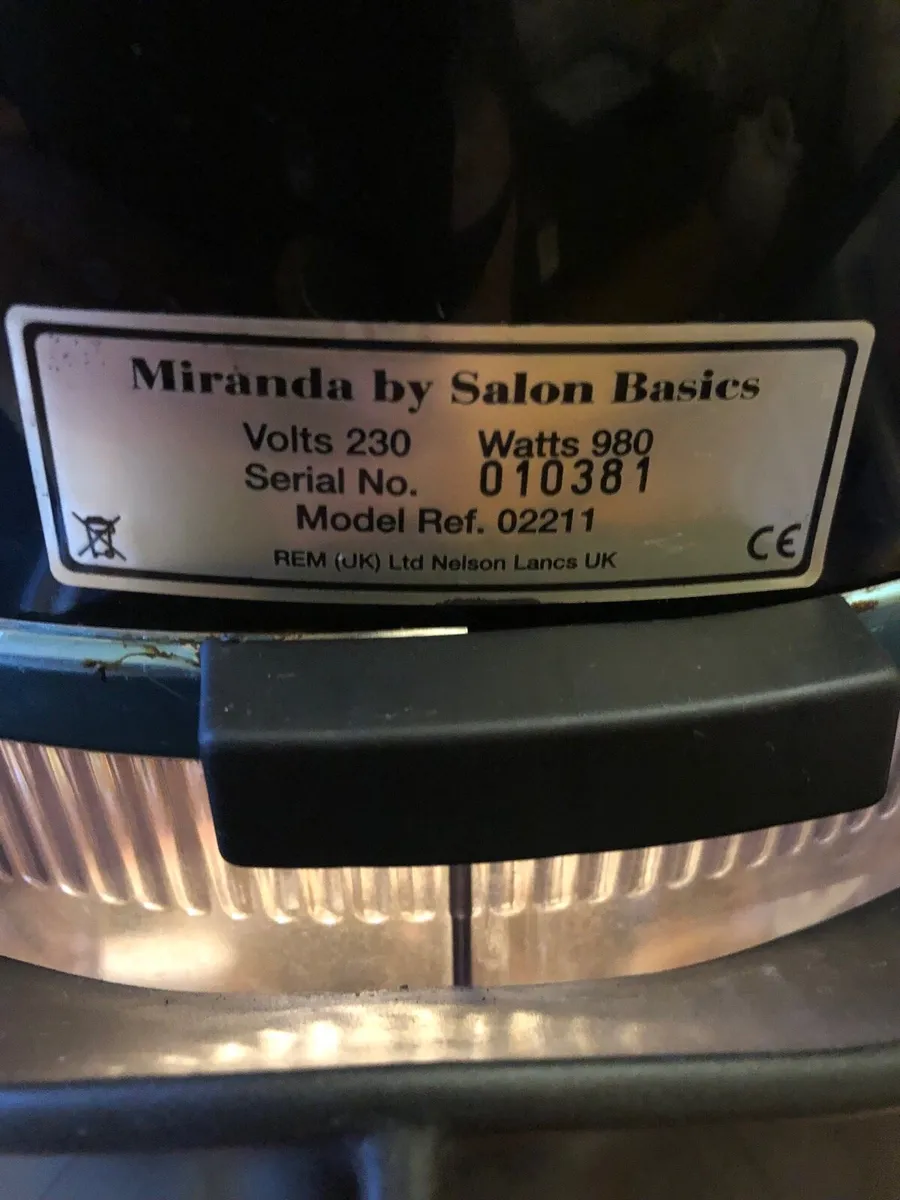 Miranda by Salon Basics
Volts 230 Watts 980
Serial No. 010381
Model Ref. 02211
REM (UK) Ltd Nelson Lancs UK
CE